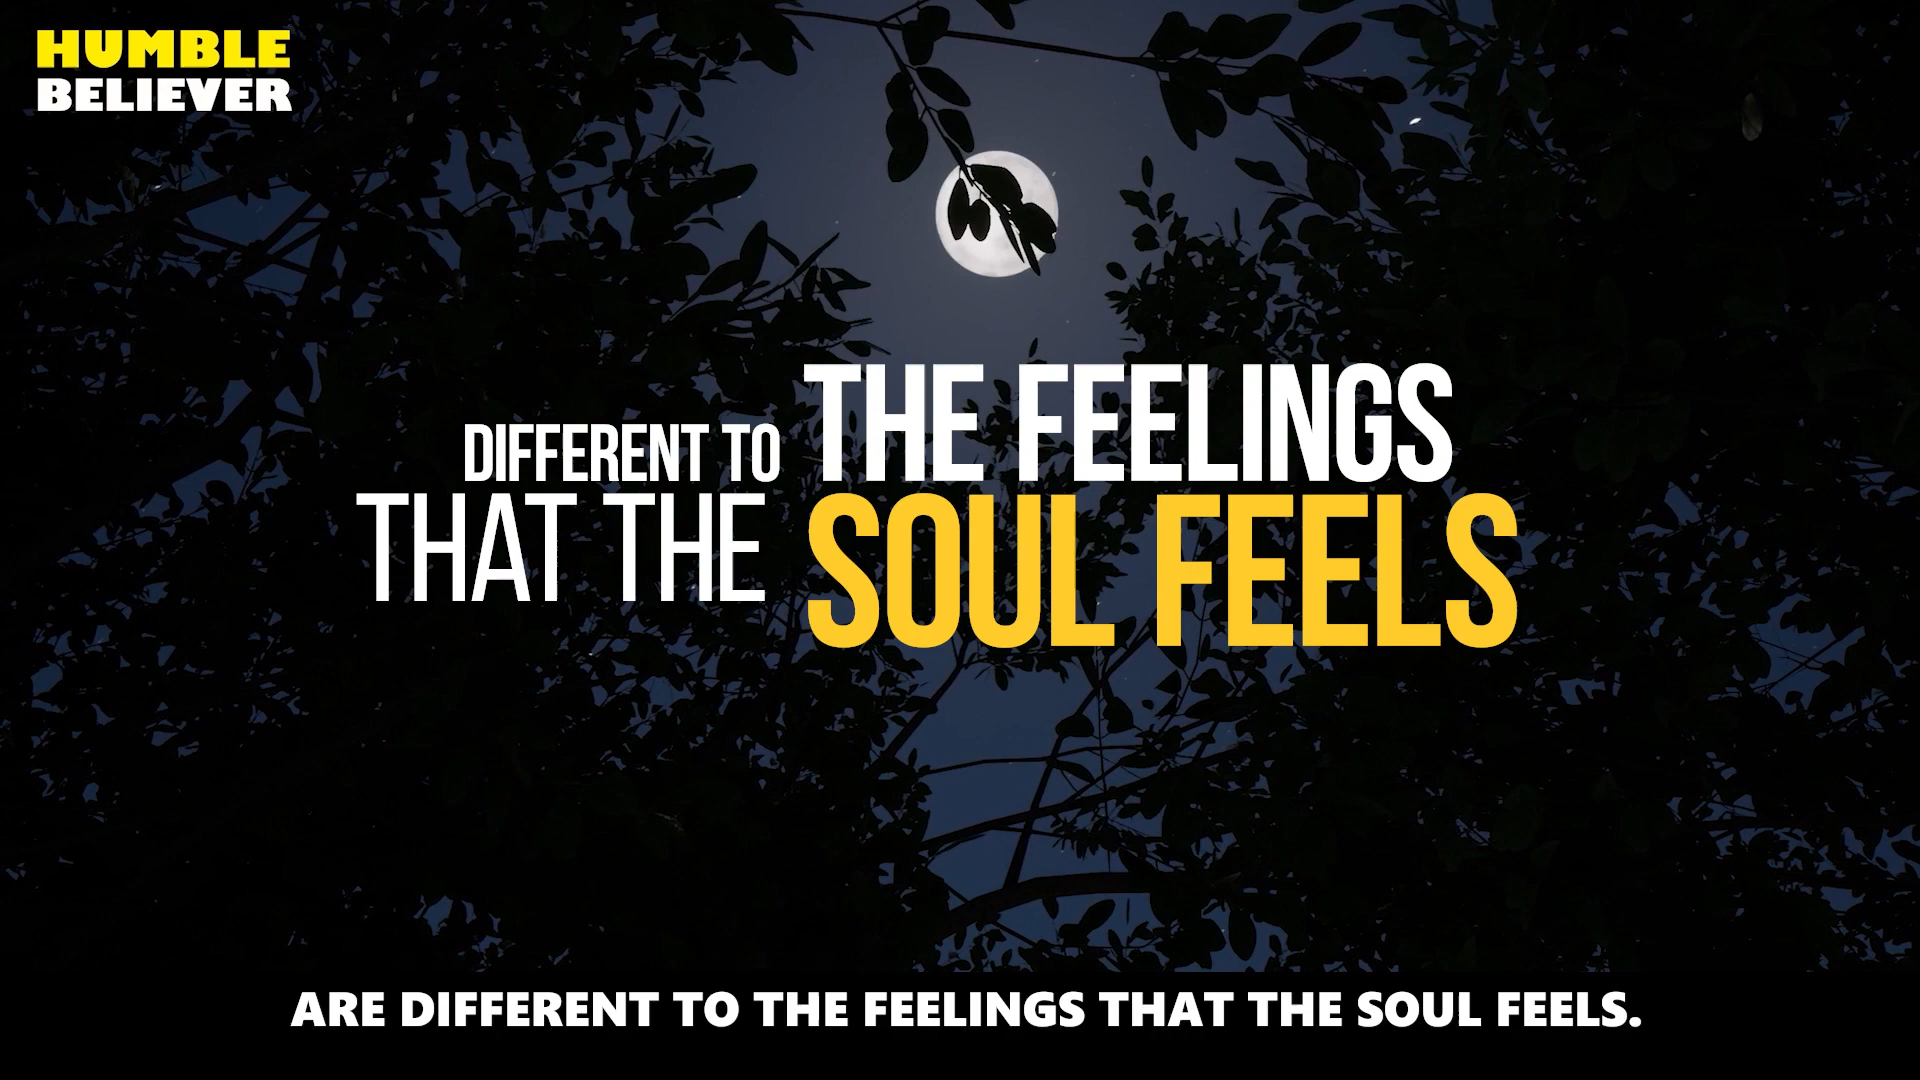 HUMBLE
BELIEVER
DIFFERENT TO THE FEELINGS
THAT THE SOUL FEELS
ARE DIFFERENT TO THE FEELINGS THAT THE SOUL FEELS.